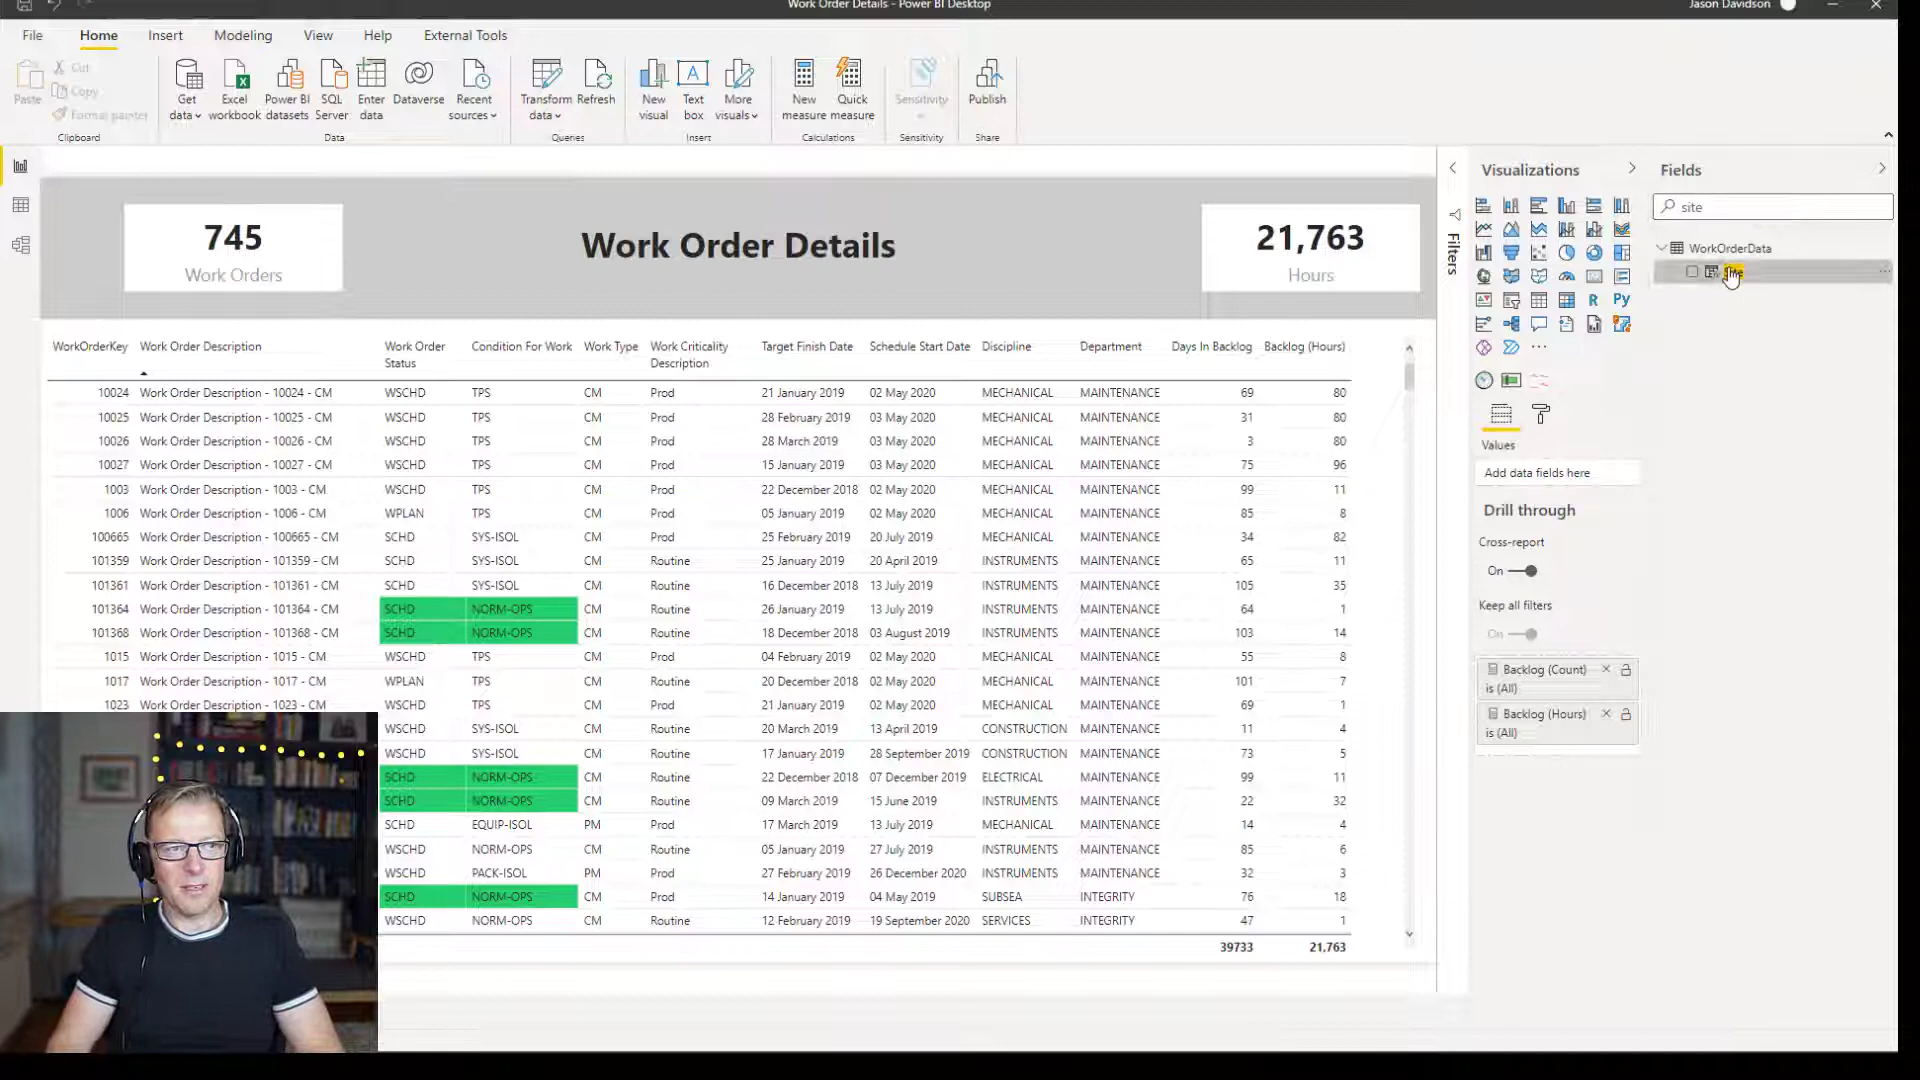 Work Order Details - Power BI Desktop
Jason Davidson
File Home Insert Modeling View Help External Tools
Paste
Cut
Copy
Format painter
Clipboard
Get data
Excel workbook
Power BI datasets
SQL Server
Enter data
Dataverse
Recent sources
Data
Transform data
Refresh
Queries
New visual
Text box
More visuals
Insert
New measure
Quick measure
Calculations
Sensitivity
Sensitivity
Publish
Share
745
Work Orders
Work Order Details
21,763
Hours
WorkOrderKey Work Order Description Work Order Status Condition For Work Work Type Work Criticality Description Target Finish Date Schedule Start Date Discipline Department Days In Backlog Backlog (Hours)
10024 Work Order Description - 10024 - CM WSCHD TPS CM Prod 21 January 2019 02 May 2020 MECHANICAL MAINTENANCE 69 80
10025 Work Order Description - 10025 - CM WSCHD TPS CM Prod 28 February 2019 03 May 2020 MECHANICAL MAINTENANCE 31 80
10026 Work Order Description - 10026 - CM WSCHD TPS CM Prod 28 March 2019 03 May 2020 MECHANICAL MAINTENANCE 3 80
10027 Work Order Description - 10027 - CM WSCHD TPS CM Prod 15 January 2019 03 May 2020 MECHANICAL MAINTENANCE 75 96
1003 Work Order Description - 1003 - CM WSCHD TPS CM Prod 22 December 2018 02 May 2020 MECHANICAL MAINTENANCE 99 11
1006 Work Order Description - 1006 - CM WPLAN TPS CM Prod 05 January 2019 02 May 2020 MECHANICAL MAINTENANCE 85 8
100665 Work Order Description - 100665 - CM SCHD SYS-ISOL CM Prod 25 February 2019 20 July 2019 MECHANICAL MAINTENANCE 34 82
101359 Work Order Description - 101359 - CM SCHD SYS-ISOL CM Routine 25 January 2019 20 April 2019 INSTRUMENTS MAINTENANCE 65 11
101361 Work Order Description - 101361 - CM SCHD SYS-ISOL CM Routine 16 December 2018 13 July 2019 INSTRUMENTS MAINTENANCE 105 35
101364 Work Order Description - 101364 - CM SCHD NORM-OPS CM Routine 26 January 2019 13 July 2019 INSTRUMENTS MAINTENANCE 64 1
101368 Work Order Description - 101368 - CM SCHD NORM-OPS CM Routine 18 December 2018 03 August 2019 INSTRUMENTS MAINTENANCE 103 14
1015 Work Order Description - 1015 - CM WSCHD TPS CM Prod 04 February 2019 02 May 2020 MECHANICAL MAINTENANCE 55 8
1017 Work Order Description - 1017 - CM WPLAN TPS CM Routine 20 December 2018 02 May 2020 MECHANICAL MAINTENANCE 101 7
1023 Work Order Description - 1023 - CM WSCHD TPS CM Prod 21 January 2019 02 May 2020 MECHANICAL MAINTENANCE 69 1
WSCHD SYS-ISOL CM Routine 20 March 2019 13 April 2019 CONSTRUCTION MAINTENANCE 11 4
WSCHD SYS-ISOL CM Routine 17 January 2019 28 September 2019 CONSTRUCTION MAINTENANCE 73 5
SCHD NORM-OPS CM Routine 22 December 2018 07 December 2019 ELECTRICAL MAINTENANCE 99 11
SCHD NORM-OPS CM Routine 09 March 2019 15 June 2019 INSTRUMENTS MAINTENANCE 22 32
SCHD EQUIP-ISOL PM Prod 17 March 2019 13 July 2019 MECHANICAL MAINTENANCE 14 4
WSCHD NORM-OPS CM Routine 05 January 2019 27 July 2019 INSTRUMENTS MAINTENANCE 85 6
WSCHD PACK-ISOL PM Prod 27 February 2019 26 December 2020 INSTRUMENTS MAINTENANCE 32 3
SCHD NORM-OPS CM Prod 14 January 2019 04 May 2019 SUBSEA INTEGRITY 76 18
WSCHD NORM-OPS CM Routine 12 February 2019 19 September 2020 SERVICES INTEGRITY 47 1
39733 21,763
Filters
Visualizations
R Py
Values
Add data fields here
Drill through
Cross-report
On
Keep all filters
On
Backlog (Count)
is (All)
Backlog (Hours)
is (All)
Fields
site
WorkOrderData